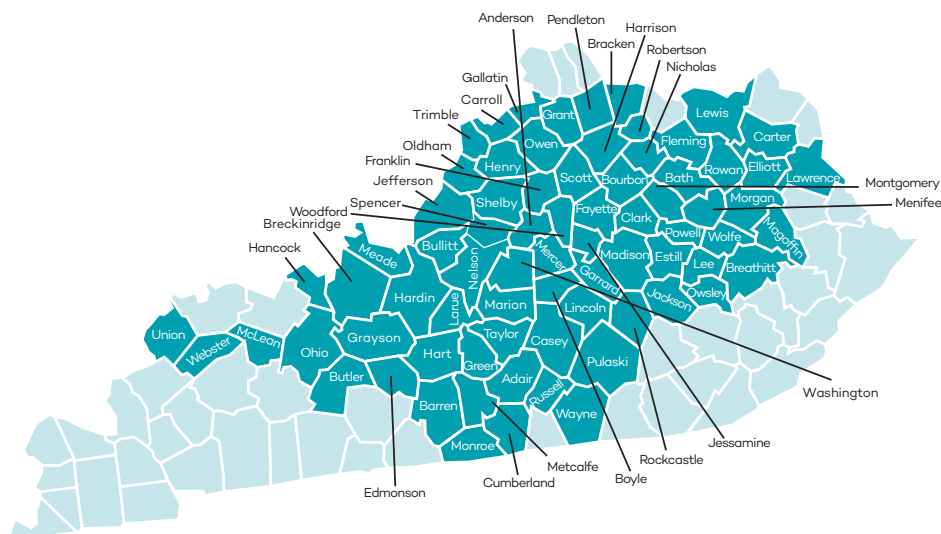 Anderson
Pendleton
Harrison
Bracken
Robertson
Nicholas
Gallatin
Carroll
Trimble
Grant
Lewis
Owen
Fleming
Carter
Oldham
Franklin
Henry
Rowan
Elliott
Jefferson
Scott
Bourbon
Bath
Lawrence
Montgomery
Spencer
Shelby
Morgan
Menifee
Woodford
Fayette
Clark
Breckinridge
Powell
Wolfe
Magoffin
Hancock
Meade
Bullitt
Nelson
Mercer
Madison
Estill
Lee
Breathitt
Garrard
Owsley
Hardin
Larue
Marion
Lincoln
Jackson
Union
Webster
McLean
Ohio
Grayson
Hart
Taylor
Green
Casey
Pulaski
Butler
Adair
Russell
Washington
Barren
Wayne
Monroe
Jessamine
Rockcastle
Metcalfe
Boyle
Cumberland
Edmonson